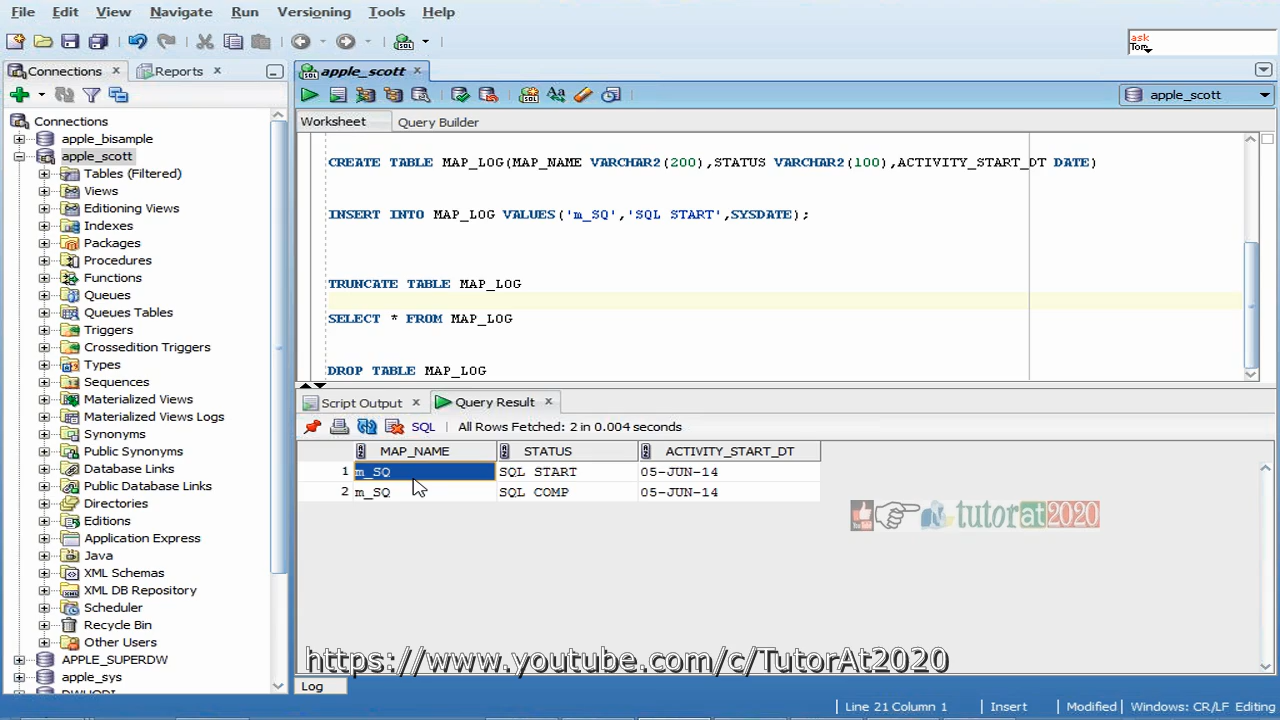 File Edit View Navigate Run Versioning Tools Help
ask
Tom
Connections Reports apple_scott
apple_scott
Worksheet Query Builder
Connections
apple_bisample
apple_scott
Tables (Filtered)
Views
Editioning Views
Indexes
Packages
Procedures
Functions
Queues
Queues Tables
Triggers
Crossedition Triggers
Types
Sequences
Materialized Views
Materialized Views Logs
Synonyms
Public Synonyms
Database Links
Public Database Links
Directories
Editions
Application Express
Java
XML Schemas
XML DB Repository
Scheduler
Recycle Bin
Other Users
APPLE_SUPERDW
apple_sys
CREATE TABLE MAP_LOG(MAP_NAME VARCHAR2(200),STATUS VARCHAR2(100),ACTIVITY_START_DT DATE)
INSERT INTO MAP_LOG VALUES('m_SQ','SQL START',SYSDATE);
TRUNCATE TABLE MAP_LOG
SELECT * FROM MAP_LOG
DROP TABLE MAP_LOG
Script Output Query Result
SQL All Rows Fetched: 2 in 0.004 seconds
MAP_NAME STATUS ACTIVITY_START_DT
1 m_SQ SQL START 05-JUN-14
2 m_SQ SQL COMP 05-JUN-14
tutorat2020
https://www.youtube.com/c/TutorAt2020
Log
Line 21 Column 1 Insert Modified Windows: CR/LF Editing